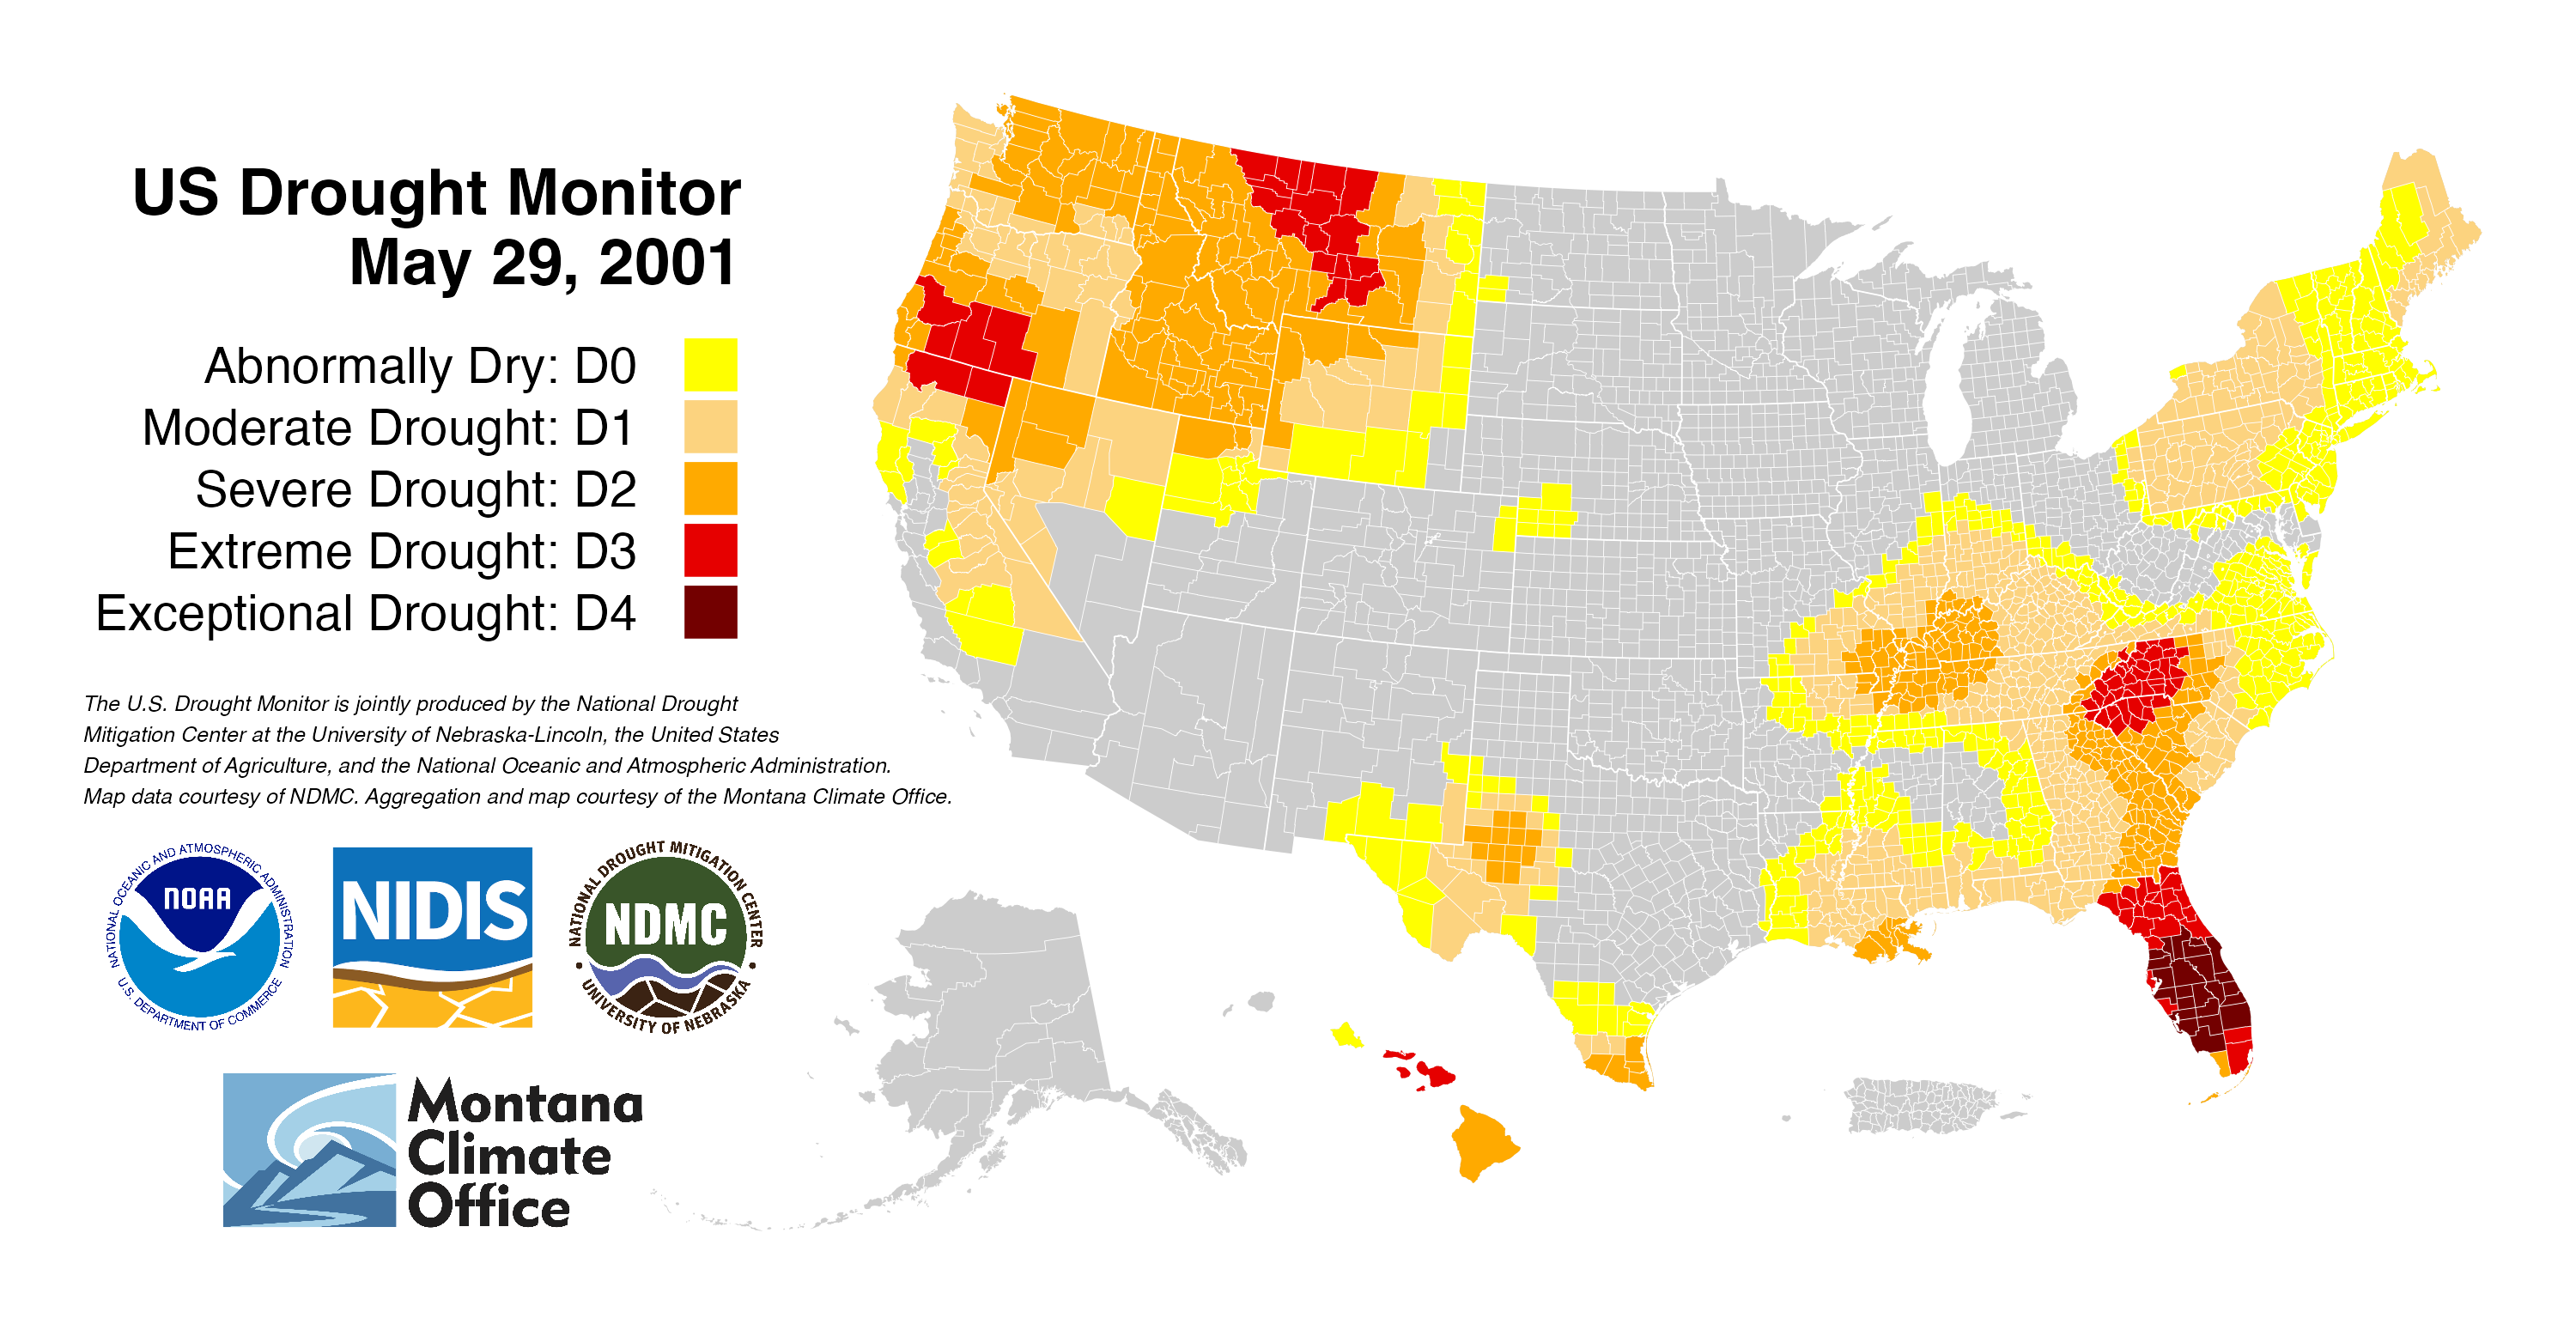 US Drought Monitor
May 29, 2001
Abnormally Dry: D0
Moderate Drought: D1
Severe Drought: D2
Extreme Drought: D3
Exceptional Drought: D4
The U.S. Drought Monitor is jointly produced by the National Drought
Mitigation Center at the University of Nebraska-Lincoln, the United States
Department of Agriculture, and the National Oceanic and Atmospheric Administration.
Map data courtesy of NDMC. Aggregation and map courtesy of the Montana Climate Office.
NATIONAL OCEANIC AND ATMOSPHERIC ADMINISTRATION
NOAA
U.S. DEPARTMENT OF COMMERCE
NIDIS
NATIONAL DROUGHT MITIGATION CENTER
NDMC
UNIVERSITY OF NEBRASKA
Montana
Climate
Office